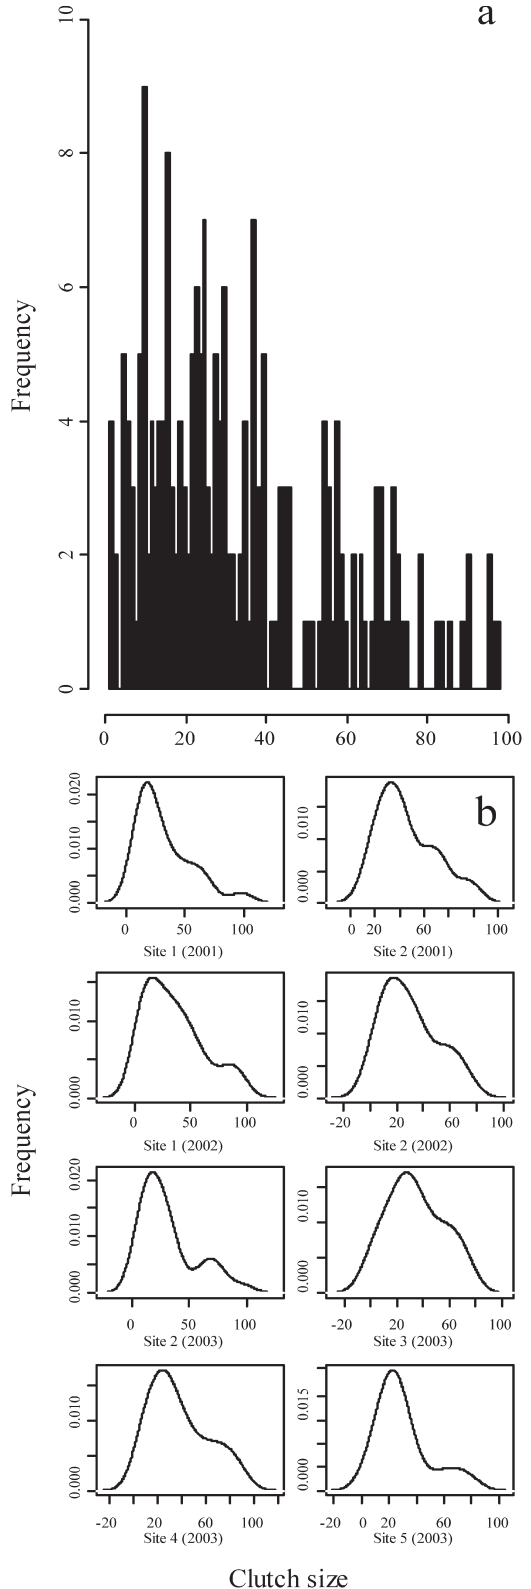 a
Frequency
10
8
6
4
2
0
0 20 40 60 80 100
b
Frequency
0.020
0.010
0.000
0 50 100
Site 1 (2001)
0.010
0.000
0 20 60 100
Site 2 (2001)
0.010
0.000
0 50 100
Site 1 (2002)
0.010
0.000
-20 20 60 100
Site 2 (2002)
0.020
0.010
0.000
0 50 100
Site 2 (2003)
0.010
0.000
-20 20 60 100
Site 3 (2003)
0.010
0.000
-20 20 60 100
Site 4 (2003)
0.015
0.000
-20 0 20 60 100
Site 5 (2003)
Clutch size